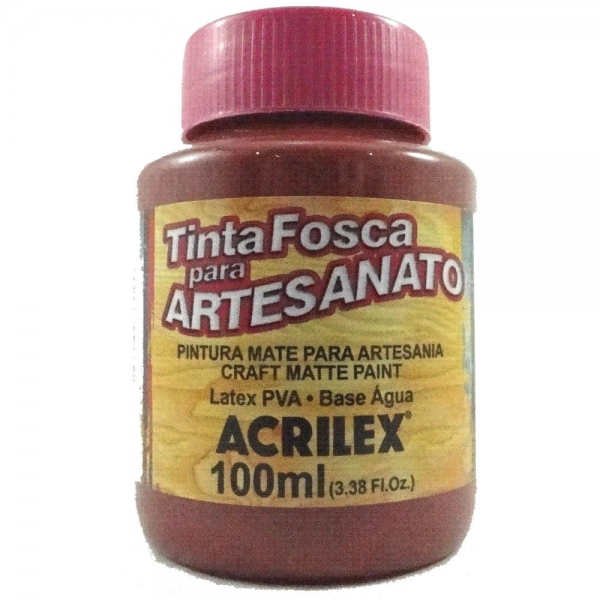 Tinta Fosca
para
ARTESANATO
PINTURA MATE PARA ARTESANIA
CRAFT MATTE PAINT
Latex PVA • Base Água
ACRILEX®
100ml (3.38 Fl.Oz.)